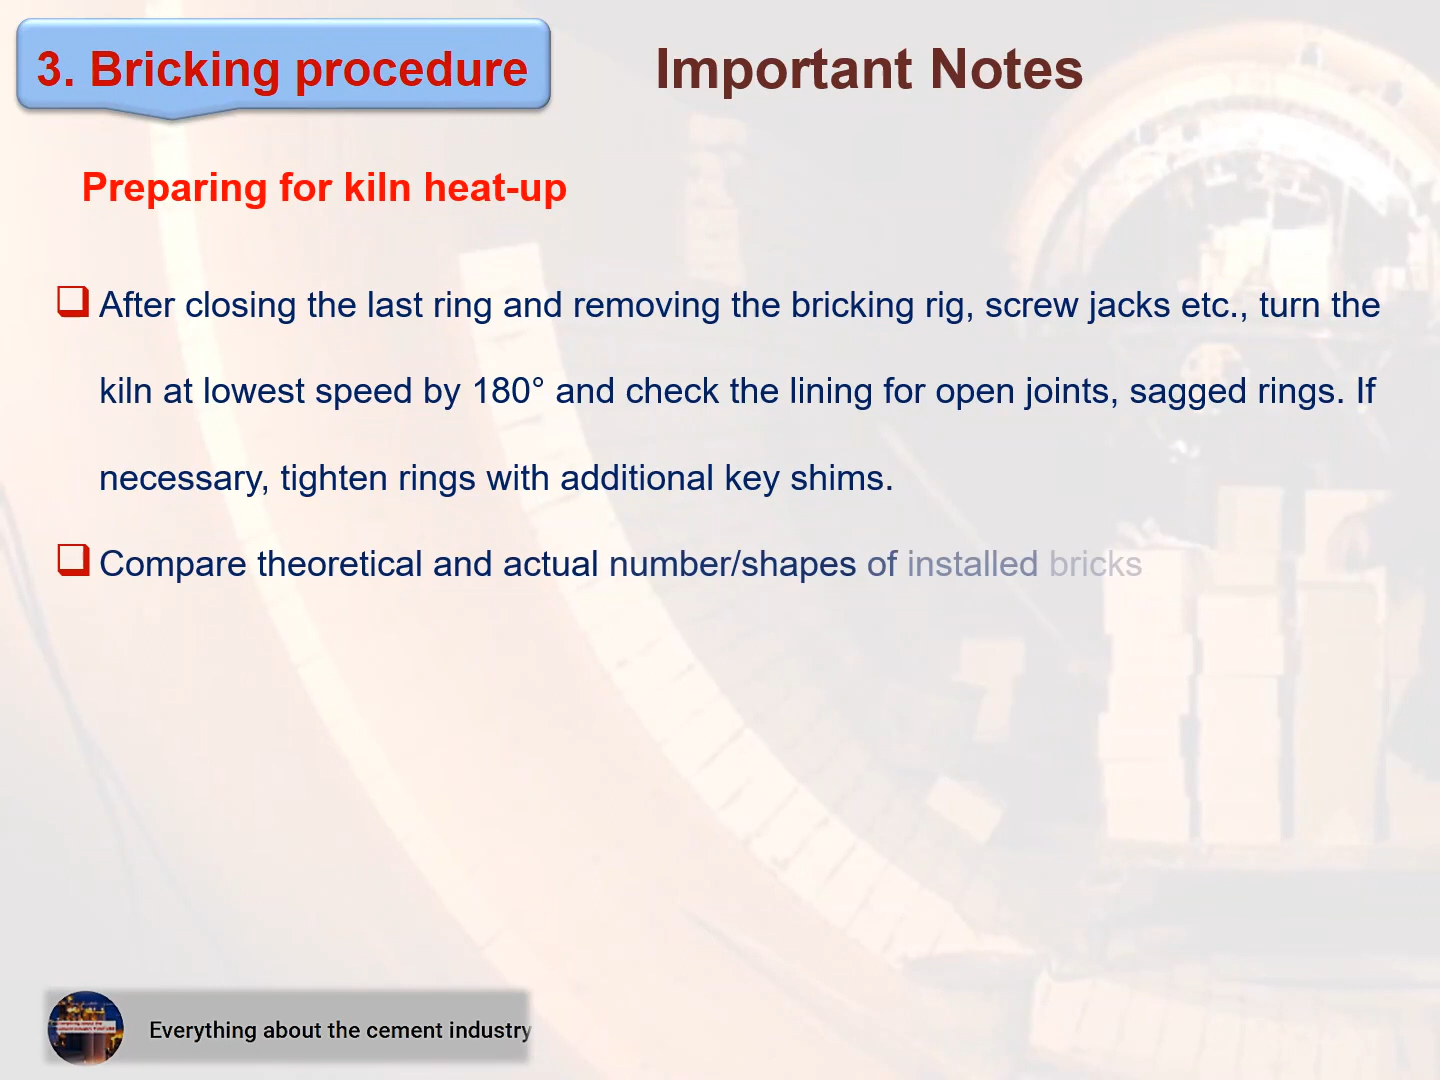 3. Bricking procedure
Important Notes
Preparing for kiln heat-up
After closing the last ring and removing the bricking rig, screw jacks etc., turn the
kiln at lowest speed by 180° and check the lining for open joints, sagged rings. If
necessary, tighten rings with additional key shims.
Compare theoretical and actual number/shapes of installed bricks
Everything about the cement industry